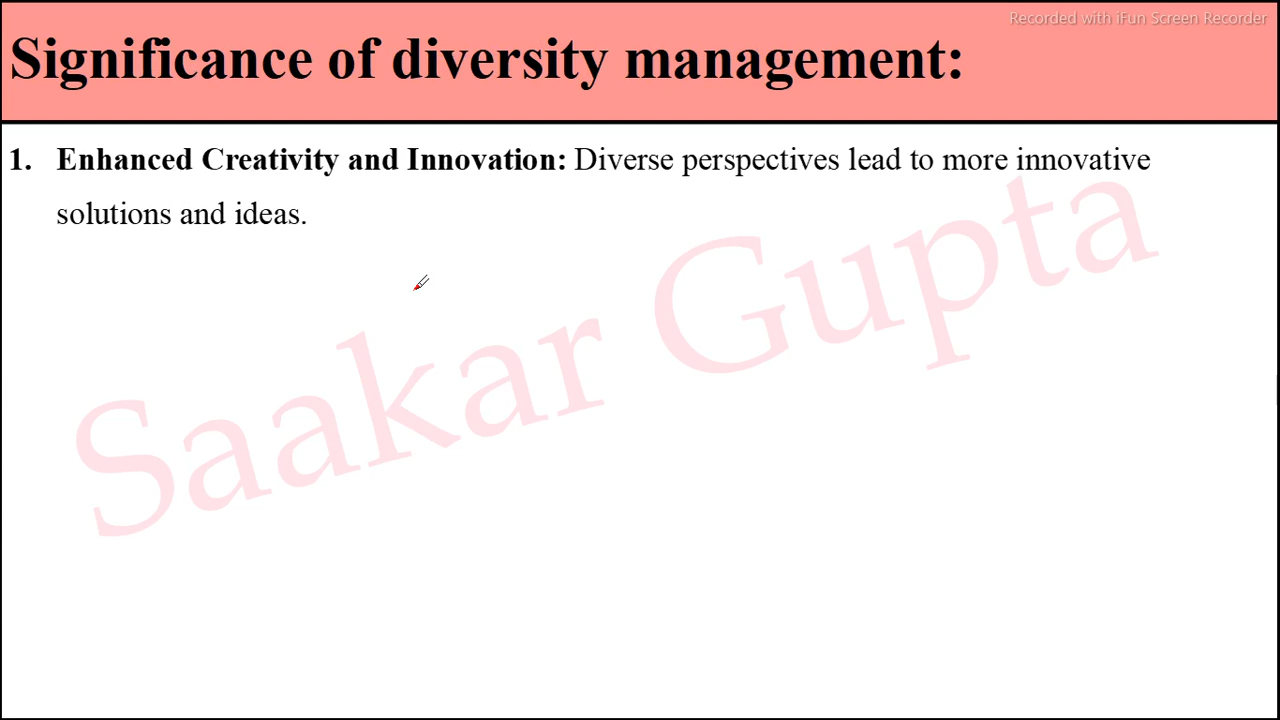 Recorded with iFun Screen Recorder
Significance of diversity management:
1. Enhanced Creativity and Innovation: Diverse perspectives lead to more innovative
solutions and ideas.
Saakar Gupta